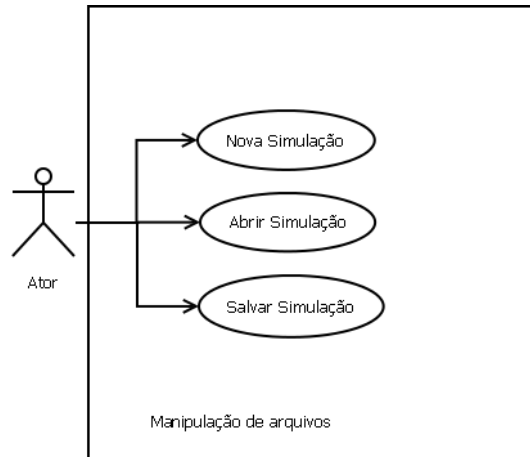 Nova Simulação
Abrir Simulação
Ator
Salvar Simulação
Manipulação de arquivos